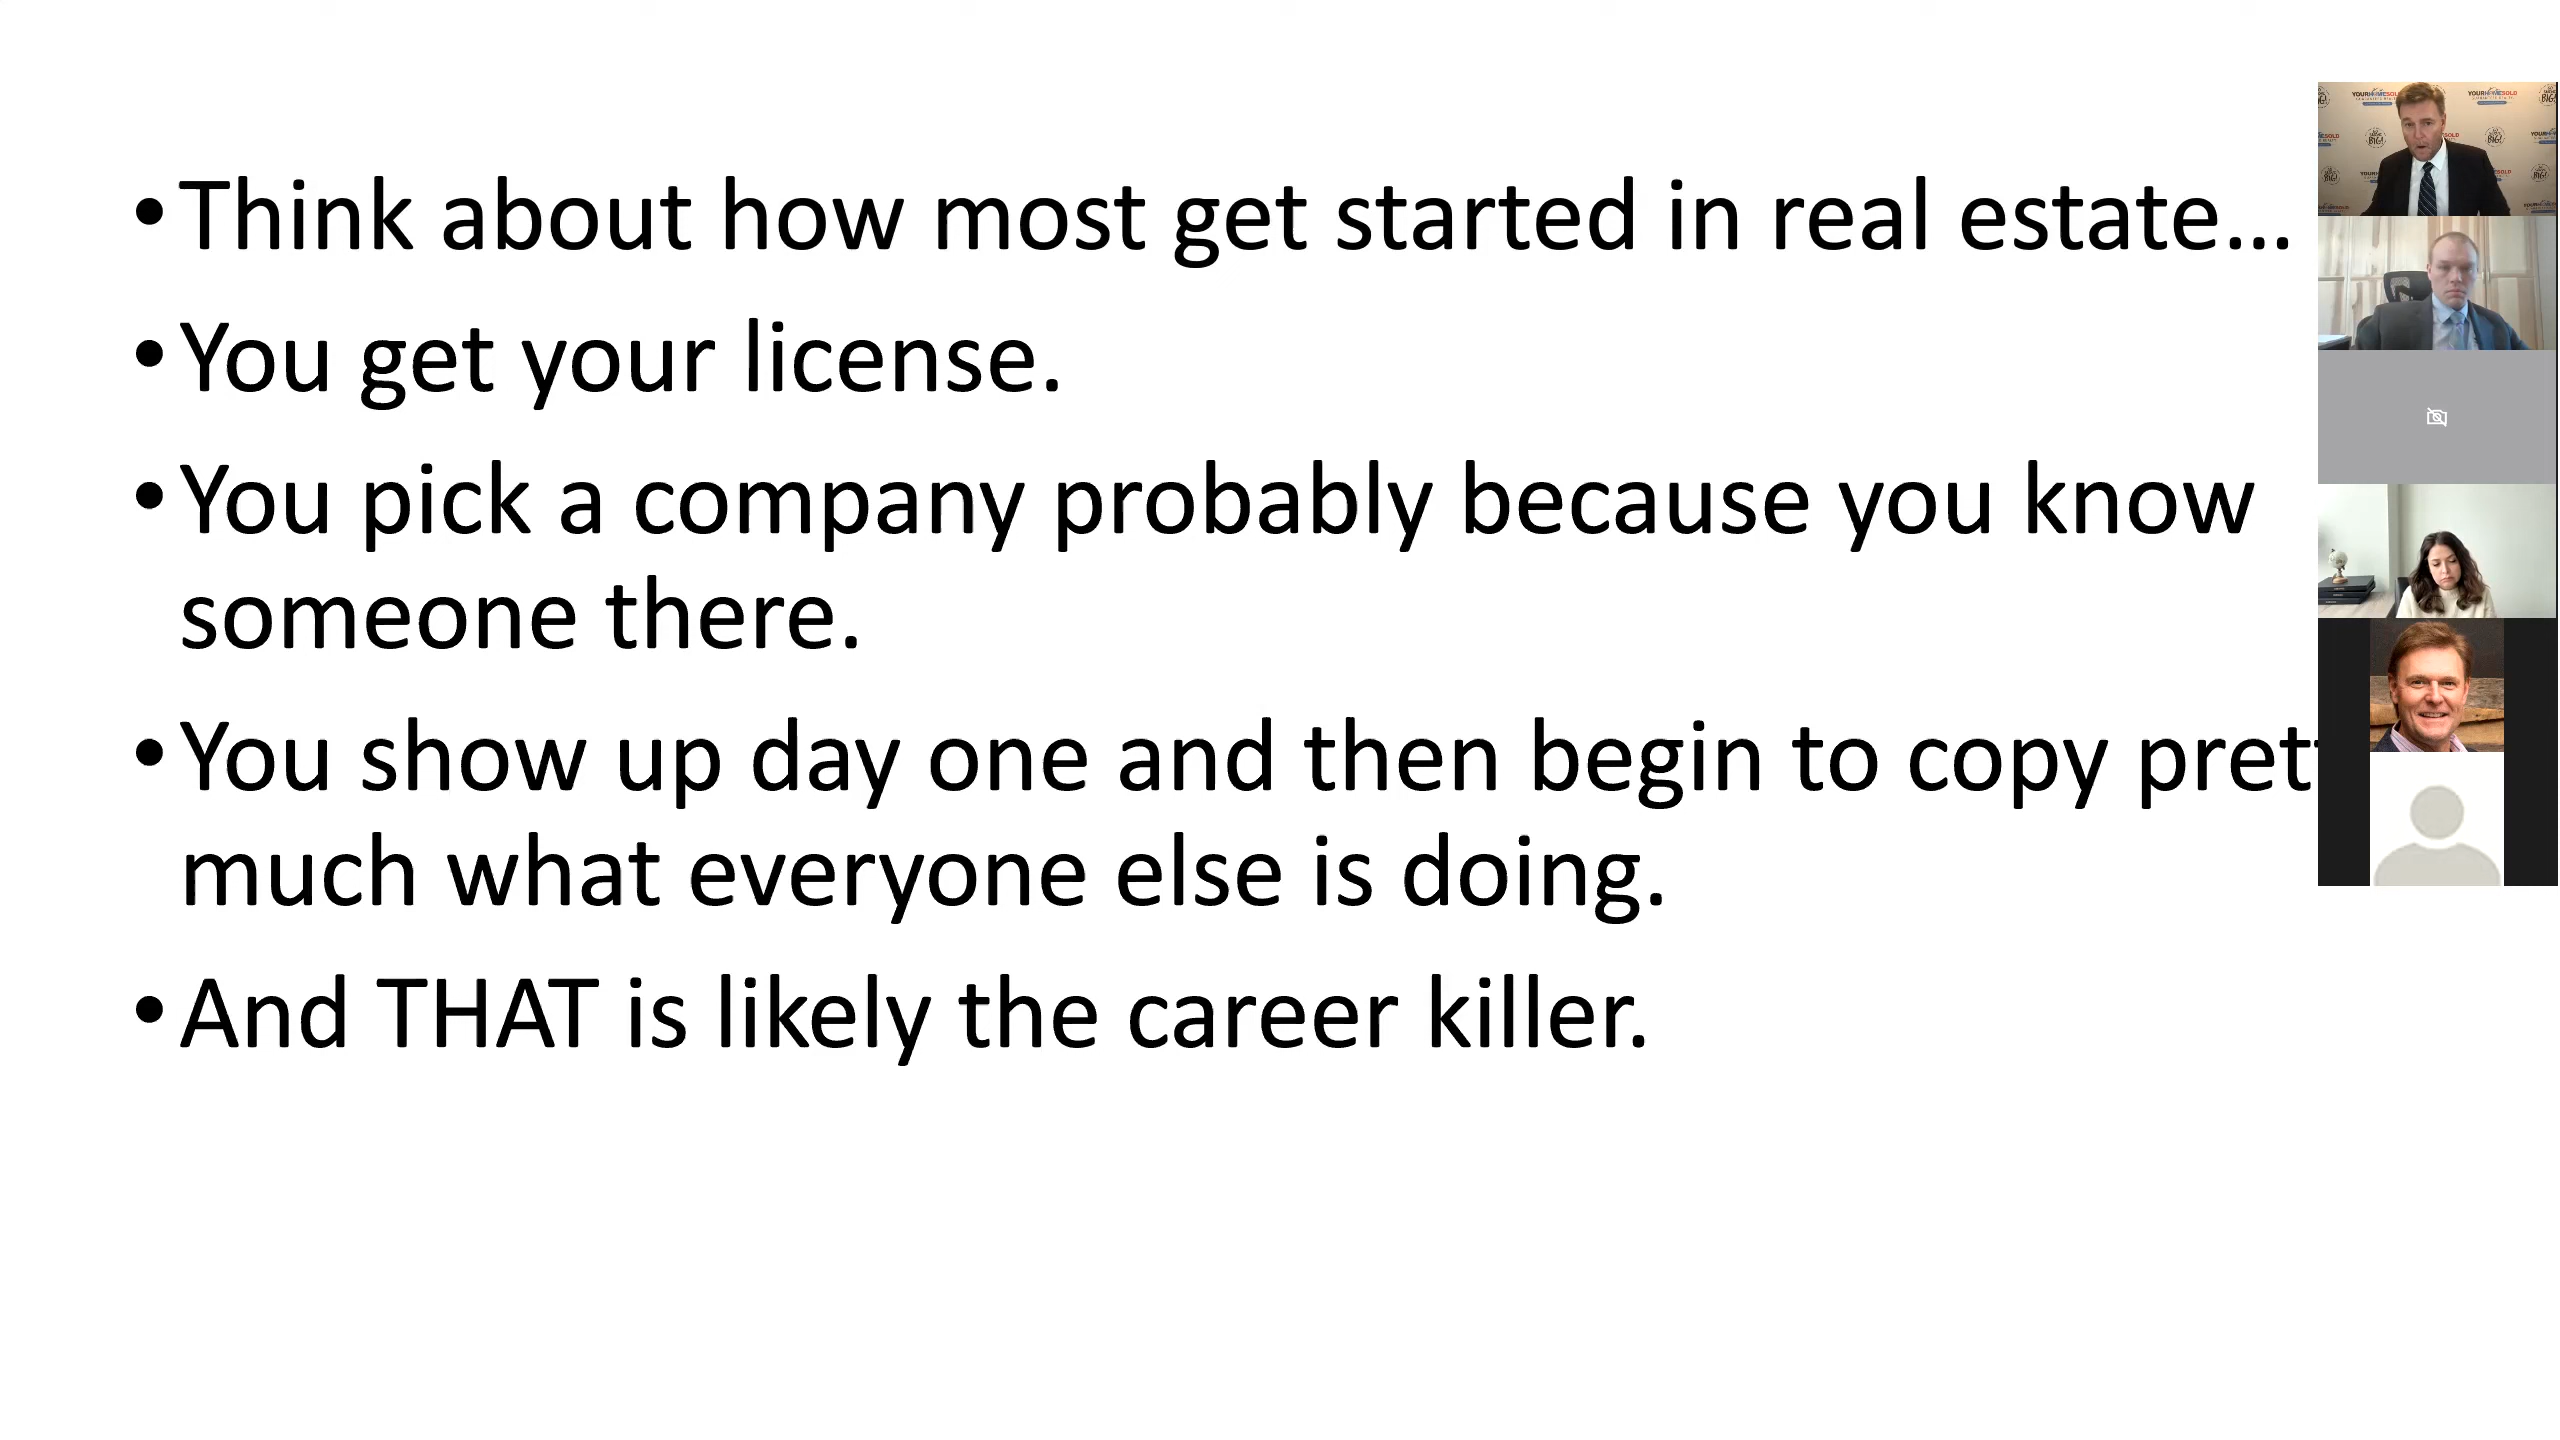 • Think about how most get started in real estate...
• You get your license.
• You pick a company probably because you know
someone there.
• You show up day one and then begin to copy
much what everyone else is doing.
• And THAT is likely the career killer.
YOURHOMESOLD
BIG!